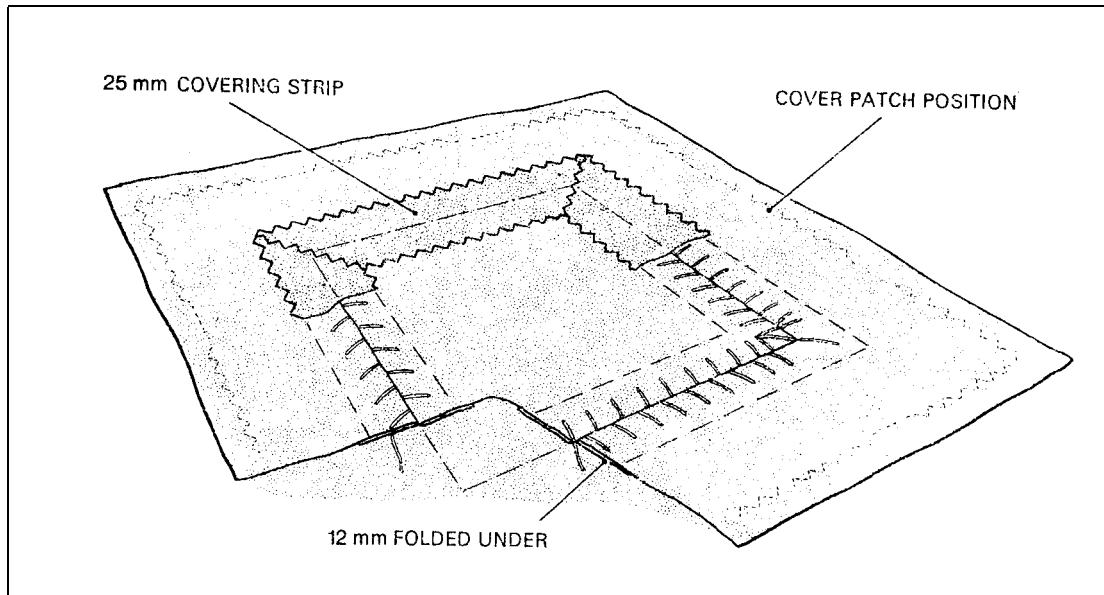 25 mm COVERING STRIP
COVER PATCH POSITION
12 mm FOLDED UNDER